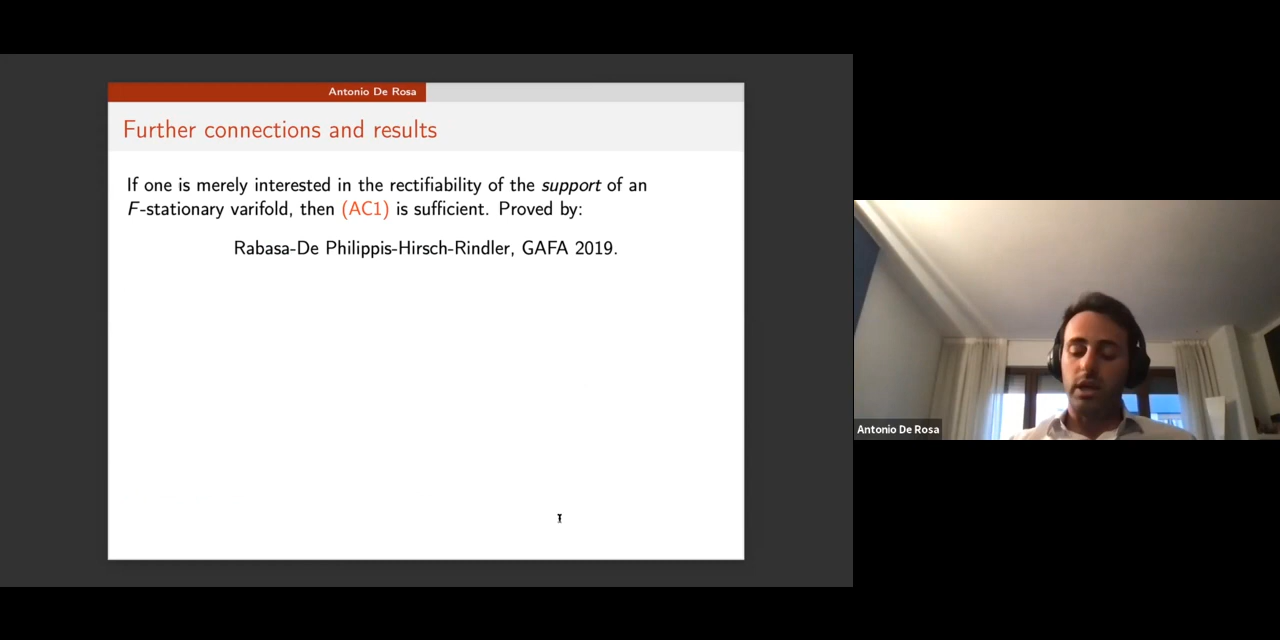 Antonio De Rosa
Further connections and results
If one is merely interested in the rectifiability of the support of an
F-stationary varifold, then (AC1) is sufficient. Proved by:
Rabasa-De Philippis-Hirsch-Rindler, GAFA 2019.
Antonio De Rosa